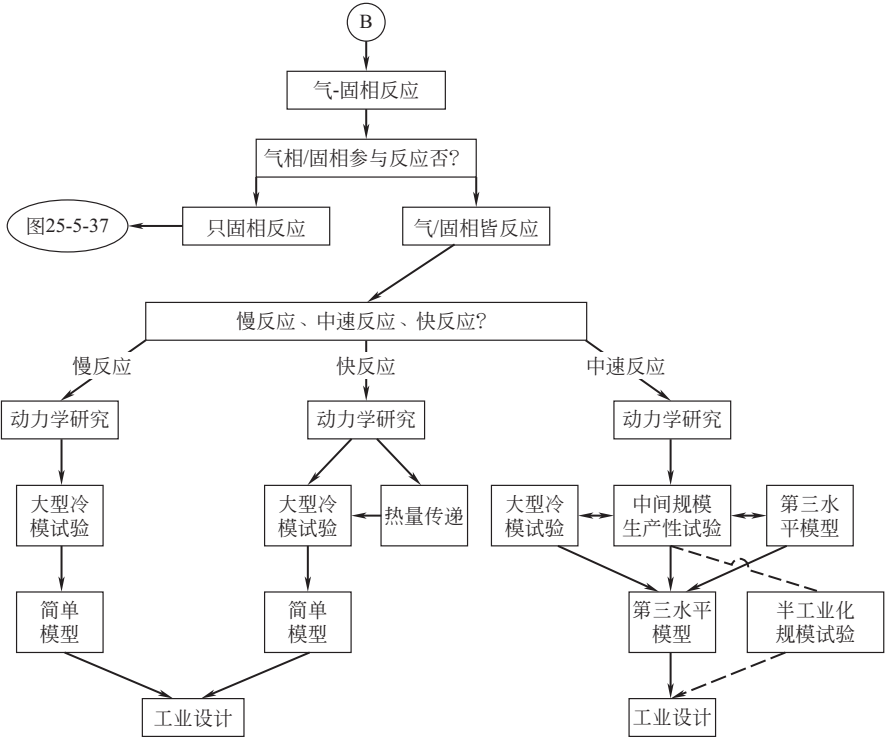 B
气-固相反应
气相/固相参与反应否?
图25-5-37
只固相反应
气/固相皆反应
慢反应、中速反应、快反应?
慢反应
快反应
中速反应
动力学研究
动力学研究
动力学研究
大型冷
模试验
大型冷
模试验
热量传递
大型冷
模试验
中间规模
生产性试验
第三水
平模型
简单
模型
简单
模型
第三水平
模型
半工业化
规模试验
工业设计
工业设计